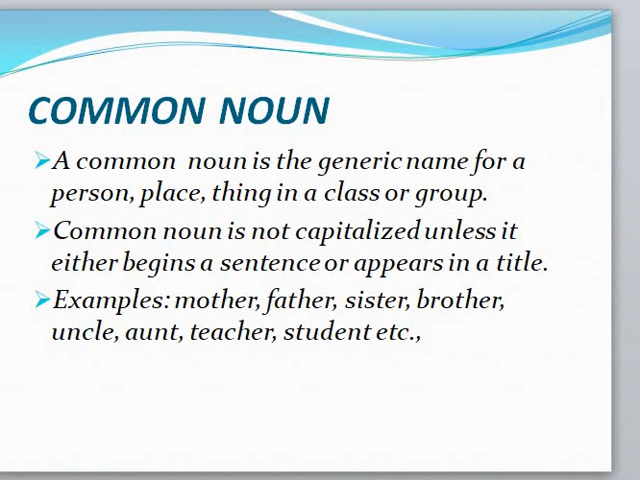 COMMON NOUN
A common noun is the generic name for a
person, place, thing in a class or group.
Common noun is not capitalized unless it
either begins a sentence or appears in a title.
Examples: mother, father, sister, brother,
uncle, aunt, teacher, student etc.,